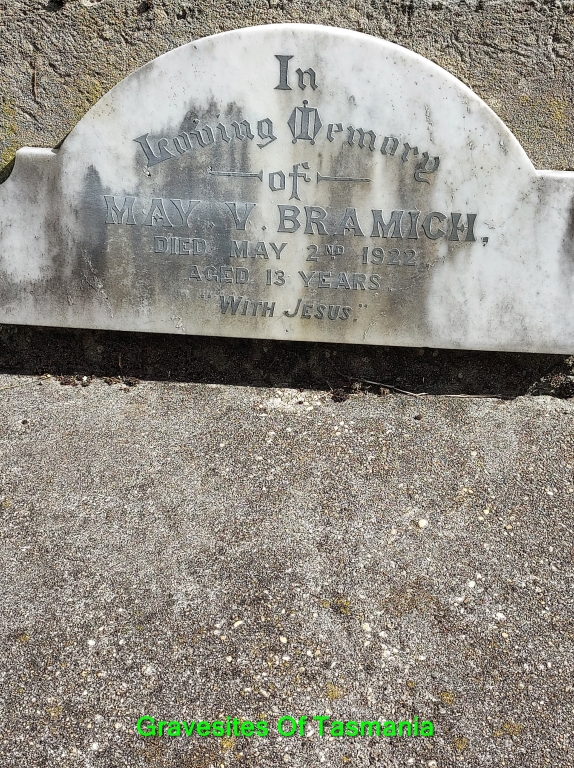 In
Loving Memory
of
MAY V. BRAMICH,
DIED MAY 2ND 1922
AGED 13 YEARS.
"WITH JESUS."
Gravesites Of Tasmania